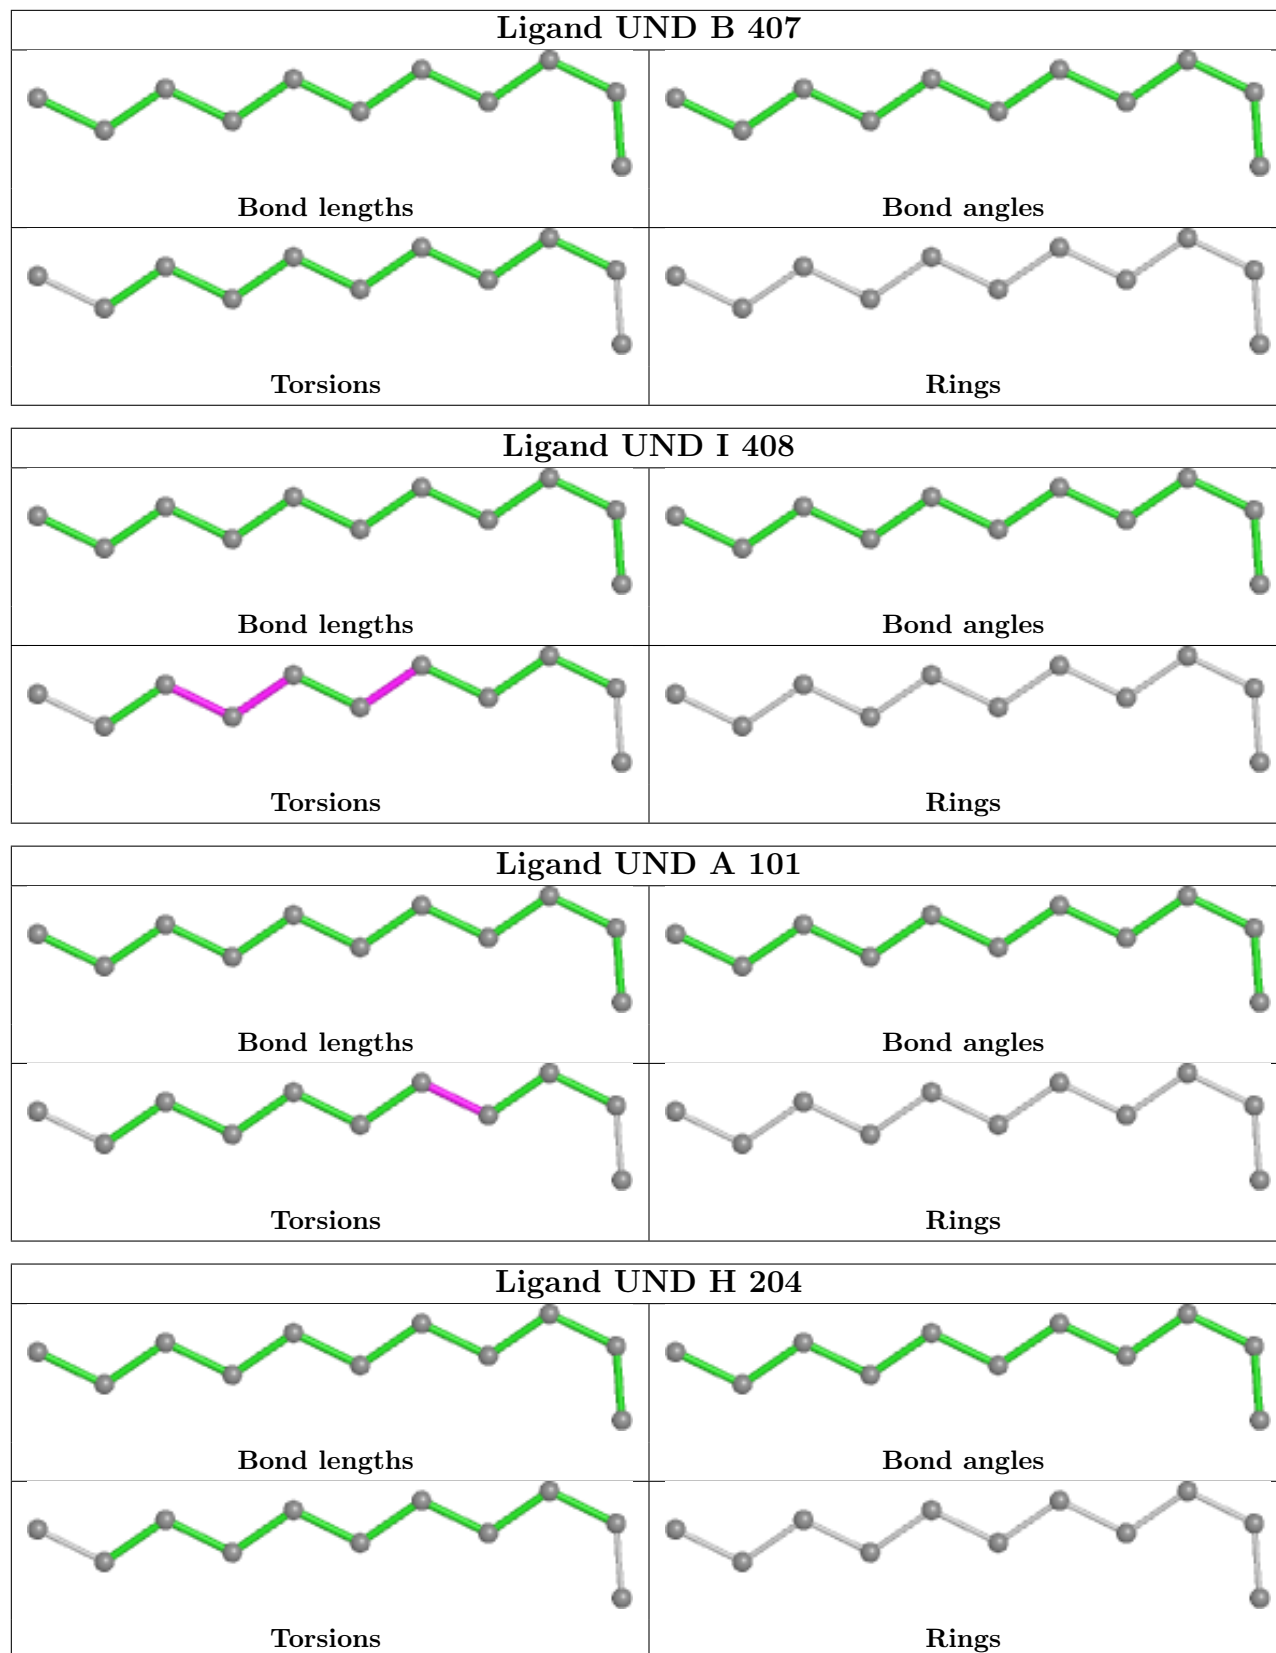 Ligand UND B 407
Bond lengths
Bond angles
Torsions
Rings
Ligand UND I 408
Bond lengths
Bond angles
Torsions
Rings
Ligand UND A 101
Bond lengths
Bond angles
Torsions
Rings
Ligand UND H 204
Bond lengths
Bond angles
Torsions
Rings